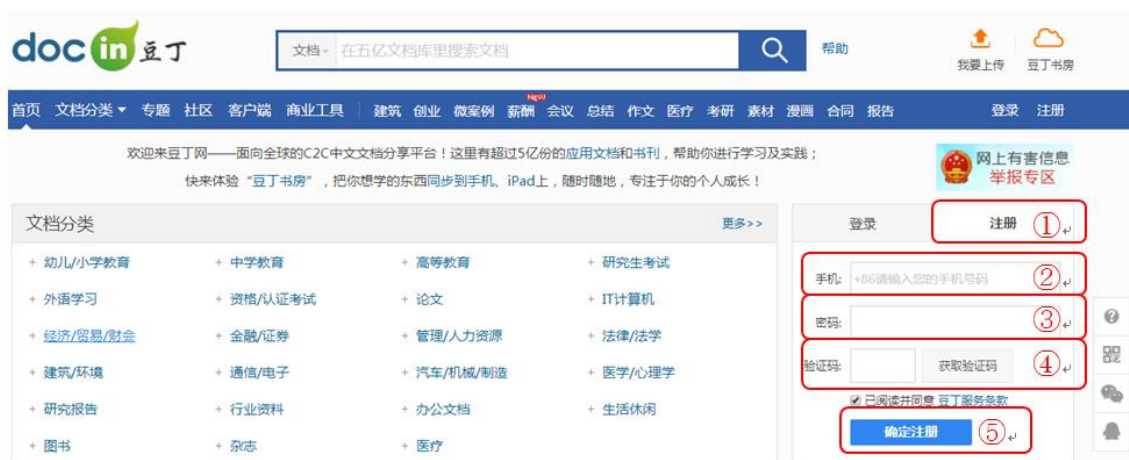 docin 豆丁
文档 在五亿文档库里搜索文档
帮助
我要上传 豆丁书房
首页 文档分类 专题 社区 客户端 商业工具 建筑 创业 微案例 薪酬 New 会议 总结 作文 医疗 考研 素材 漫画 合同 报告 登录 注册
欢迎来豆丁网——面向全球的C2C中文文档分享平台！这里有超过5亿份的应用文档和书刊，帮助你进行学习及实践；
快来体验“豆丁书房”，把你想学的东西同步到手机、iPad上，随时随地，专注于你的个人成长！
网上有害信息
举报专区
文档分类 更多>>
+ 幼儿/小学教育 + 中学教育 + 高等教育 + 研究生考试
+ 外语学习 + 资格/认证考试 + 论文 + IT计算机
+ 经济/贸易/财会 + 金融/证券 + 管理/人力资源 + 法律/法学
+ 建筑/环境 + 通信/电子 + 汽车/机械/制造 + 医学/心理学
+ 研究报告 + 行业资料 + 办公文档 + 生活休闲
+ 图书 + 杂志 + 医疗
登录 注册 ①
手机: +86请输入您的手机号码 ②
密码: ③
验证码: 获取验证码 ④
已阅读并同意 豆丁服务条款
确定注册 ⑤